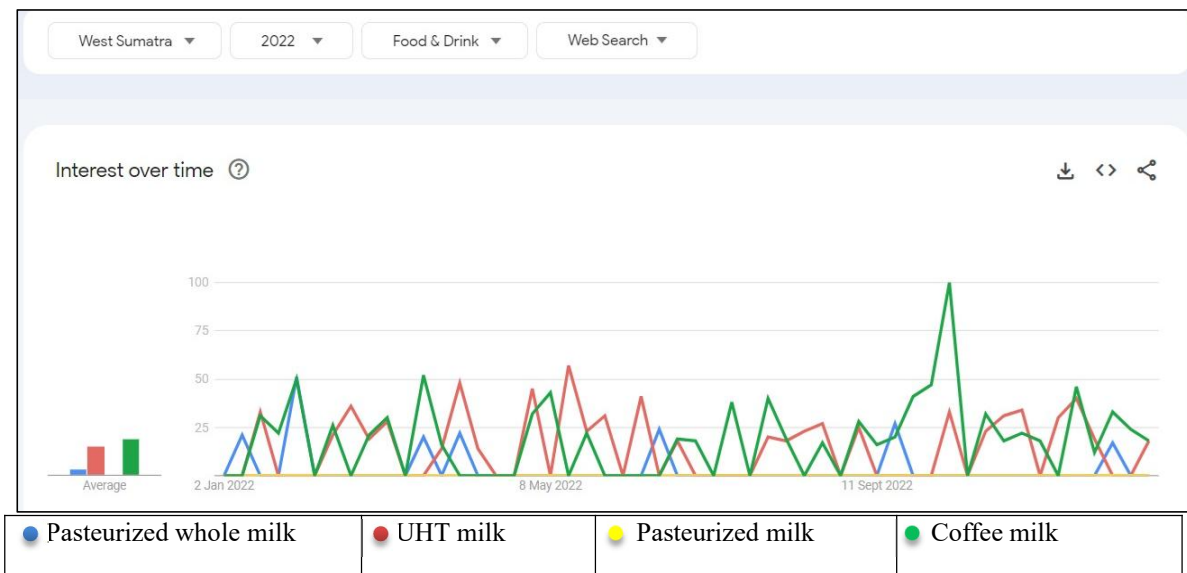 West Sumatra 2022 Food & Drink Web Search
Interest over time
100
75
50
25
Average 2 Jan 2022 8 May 2022 11 Sept 2022
Pasteurized whole milk UHT milk Pasteurized milk Coffee milk